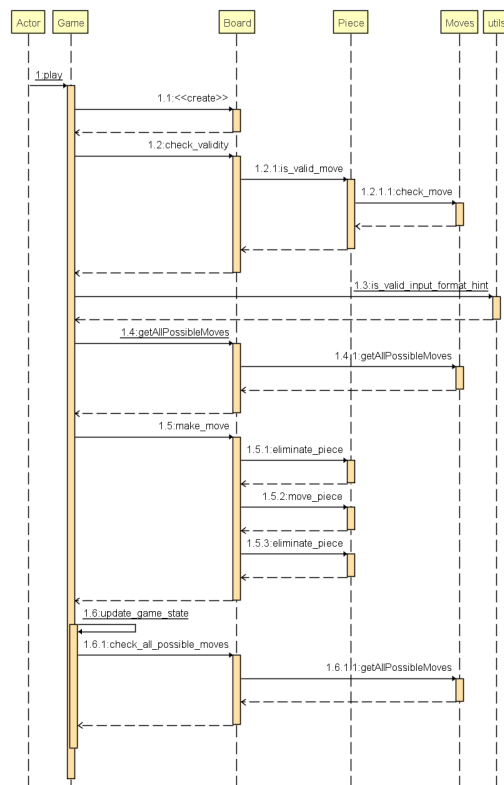 Actor Game Board Piece Moves utils
1:play
1.1:<<create>>
1.2:check_validity
1.2.1:is_valid_move
1.2.1.1:check_move
1.3:is_valid_input_format_hint
1.4:getAllPossibleMoves
1.4.1:getAllPossibleMoves
1.5:make_move
1.5.1:eliminate_piece
1.5.2:move_piece
1.5.3:eliminate_piece
1.6:update_game_state
1.6.1:check_all_possible_moves
1.6.1.1:getAllPossibleMoves